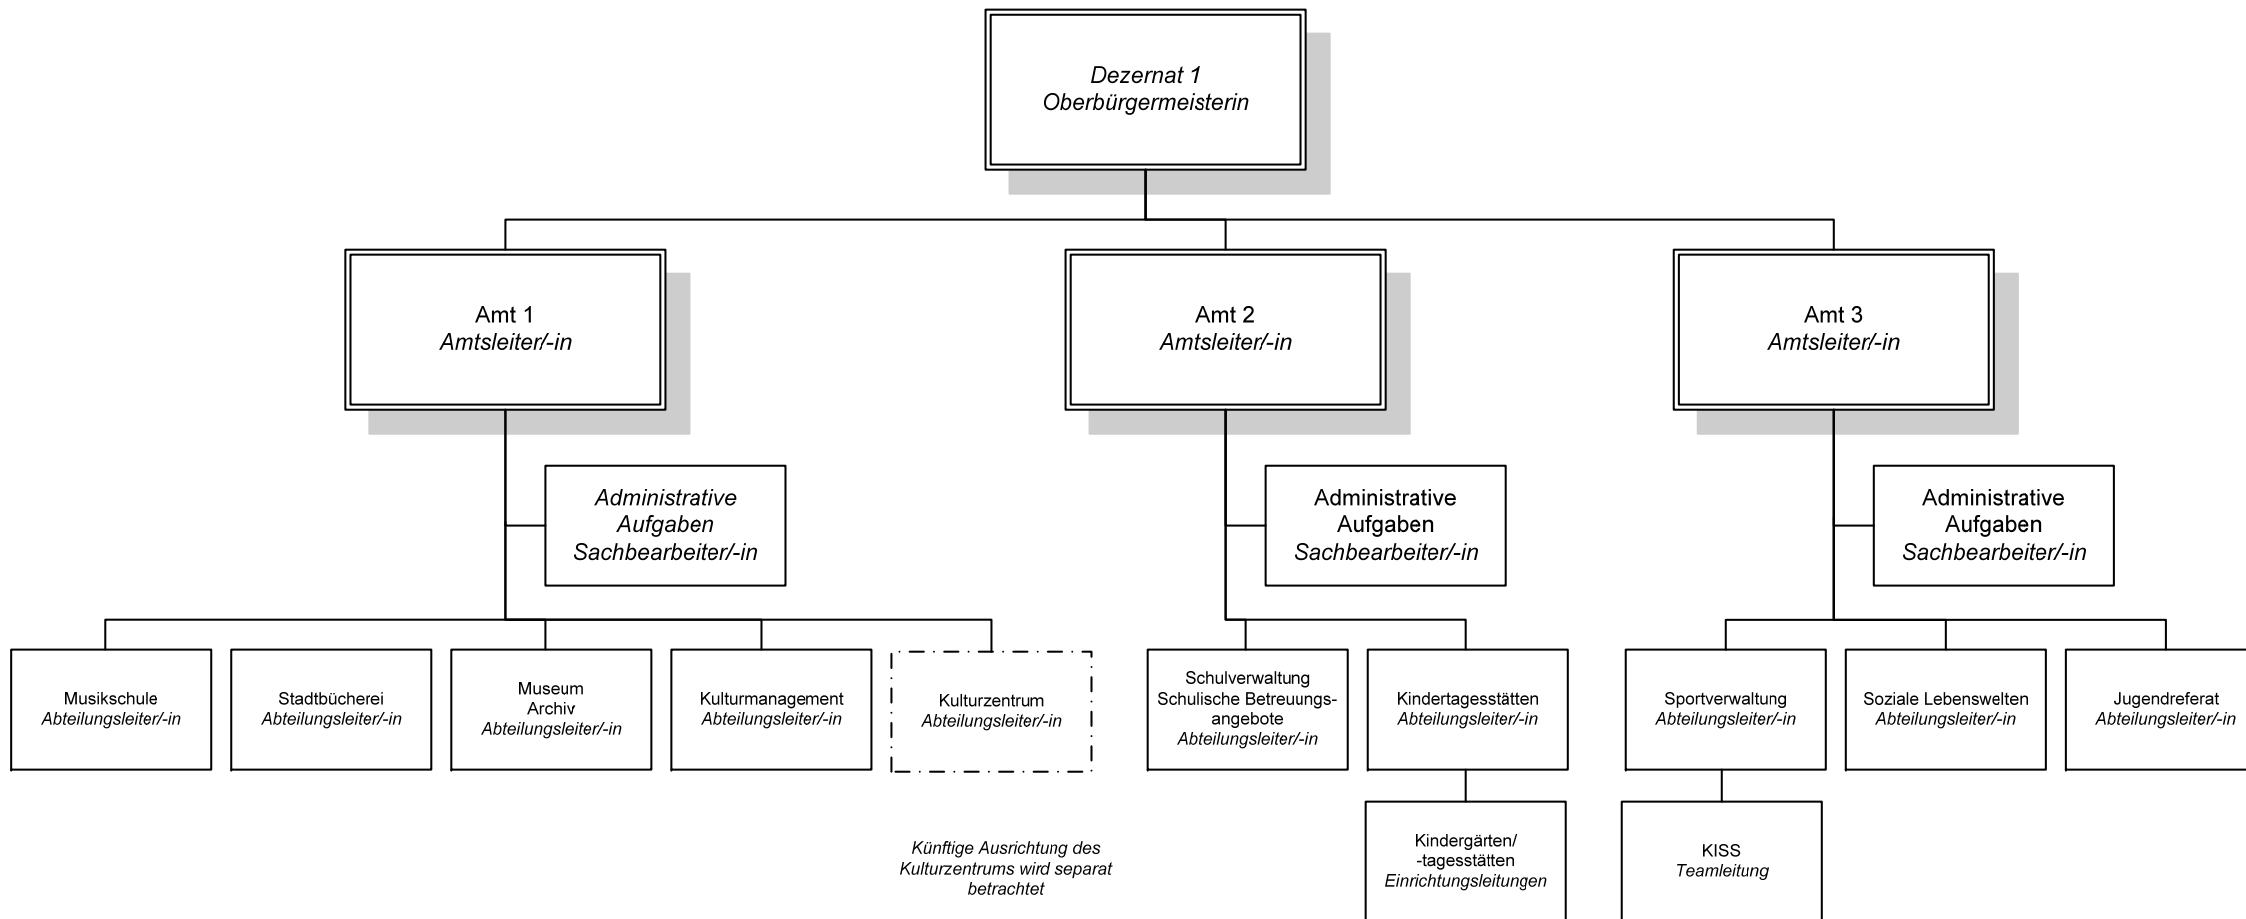 Dezernat 1
Oberbürgermeisterin
Amt 1
Amtsleiter/-in
Amt 2
Amtsleiter/-in
Amt 3
Amtsleiter/-in
Administrative
Aufgaben
Sachbearbeiter/-in
Administrative
Aufgaben
Sachbearbeiter/-in
Administrative
Aufgaben
Sachbearbeiter/-in
Musikschule
Abteilungsleiter/-in
Stadtbücherei
Abteilungsleiter/-in
Museum
Archiv
Abteilungsleiter/-in
Kulturmanagement
Abteilungsleiter/-in
Kulturzentrum
Abteilungsleiter/-in
Schulverwaltung
Schulische Betreuungs-
angebote
Abteilungsleiter/-in
Kindertagesstätten
Abteilungsleiter/-in
Sportverwaltung
Abteilungsleiter/-in
Soziale Lebenswelten
Abteilungsleiter/-in
Jugendreferat
Abteilungsleiter/-in
Künftige Ausrichtung des
Kulturzentrums wird separat
betrachtet
Kindergärten/
-tagesstätten
Einrichtungsleitungen
KISS
Teamleitung